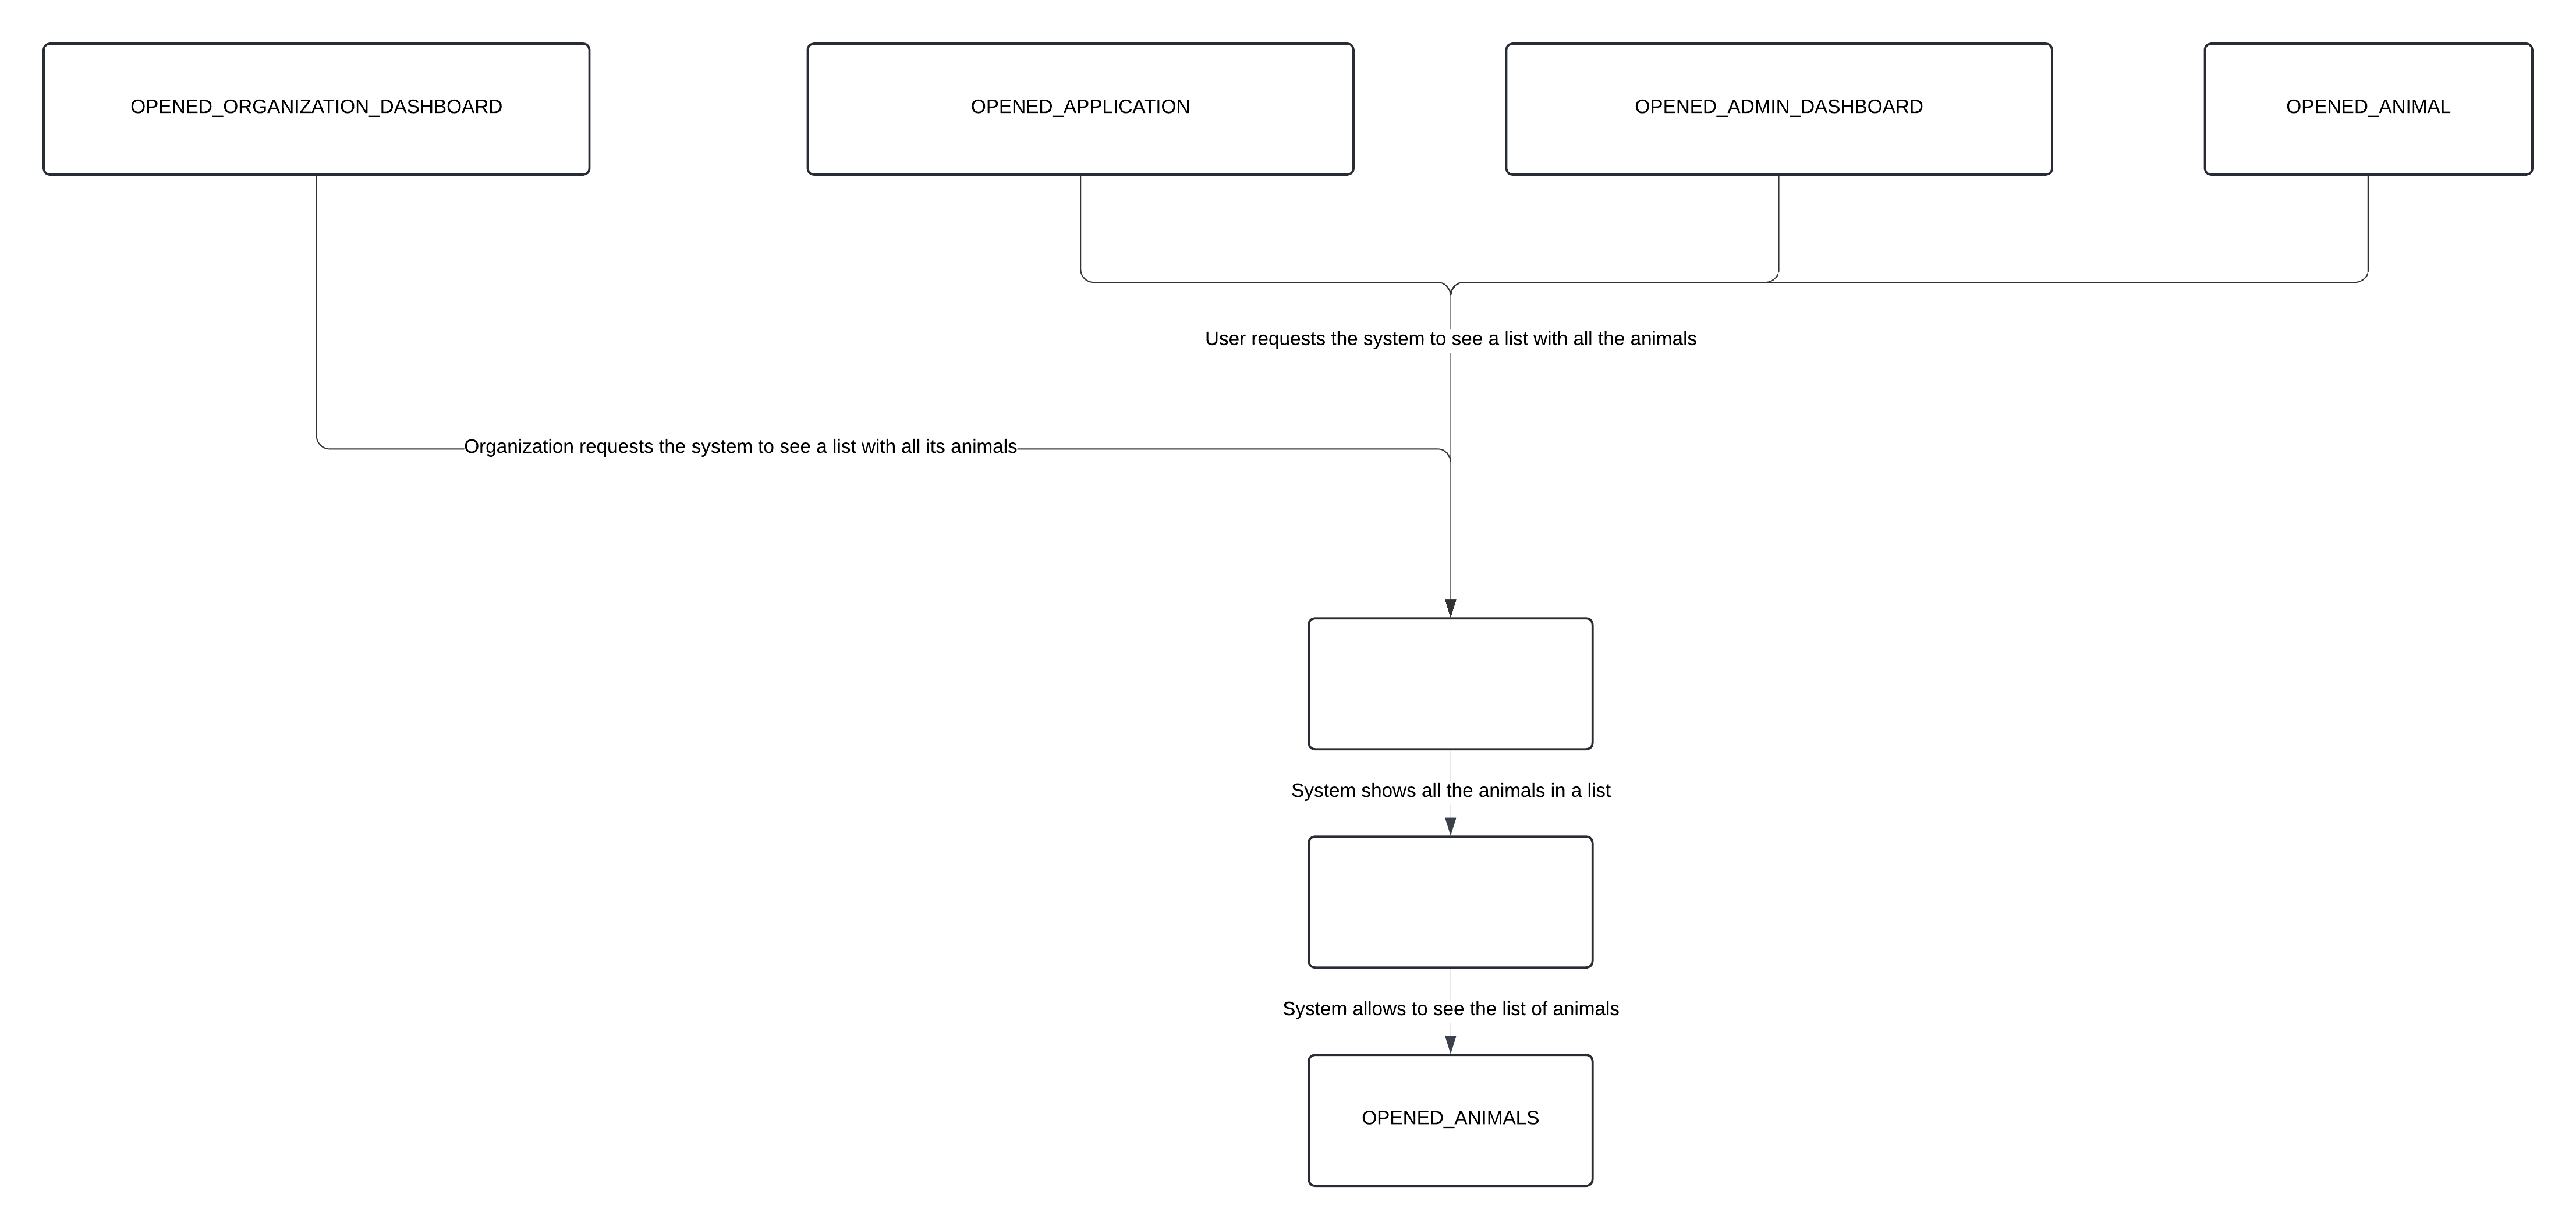 OPENED_ORGANIZATION_DASHBOARD
OPENED_APPLICATION
OPENED_ADMIN_DASHBOARD
OPENED_ANIMAL
User requests the system to see a list with all the animals
Organization requests the system to see a list with all its animals
System shows all the animals in a list
System allows to see the list of animals
OPENED_ANIMALS